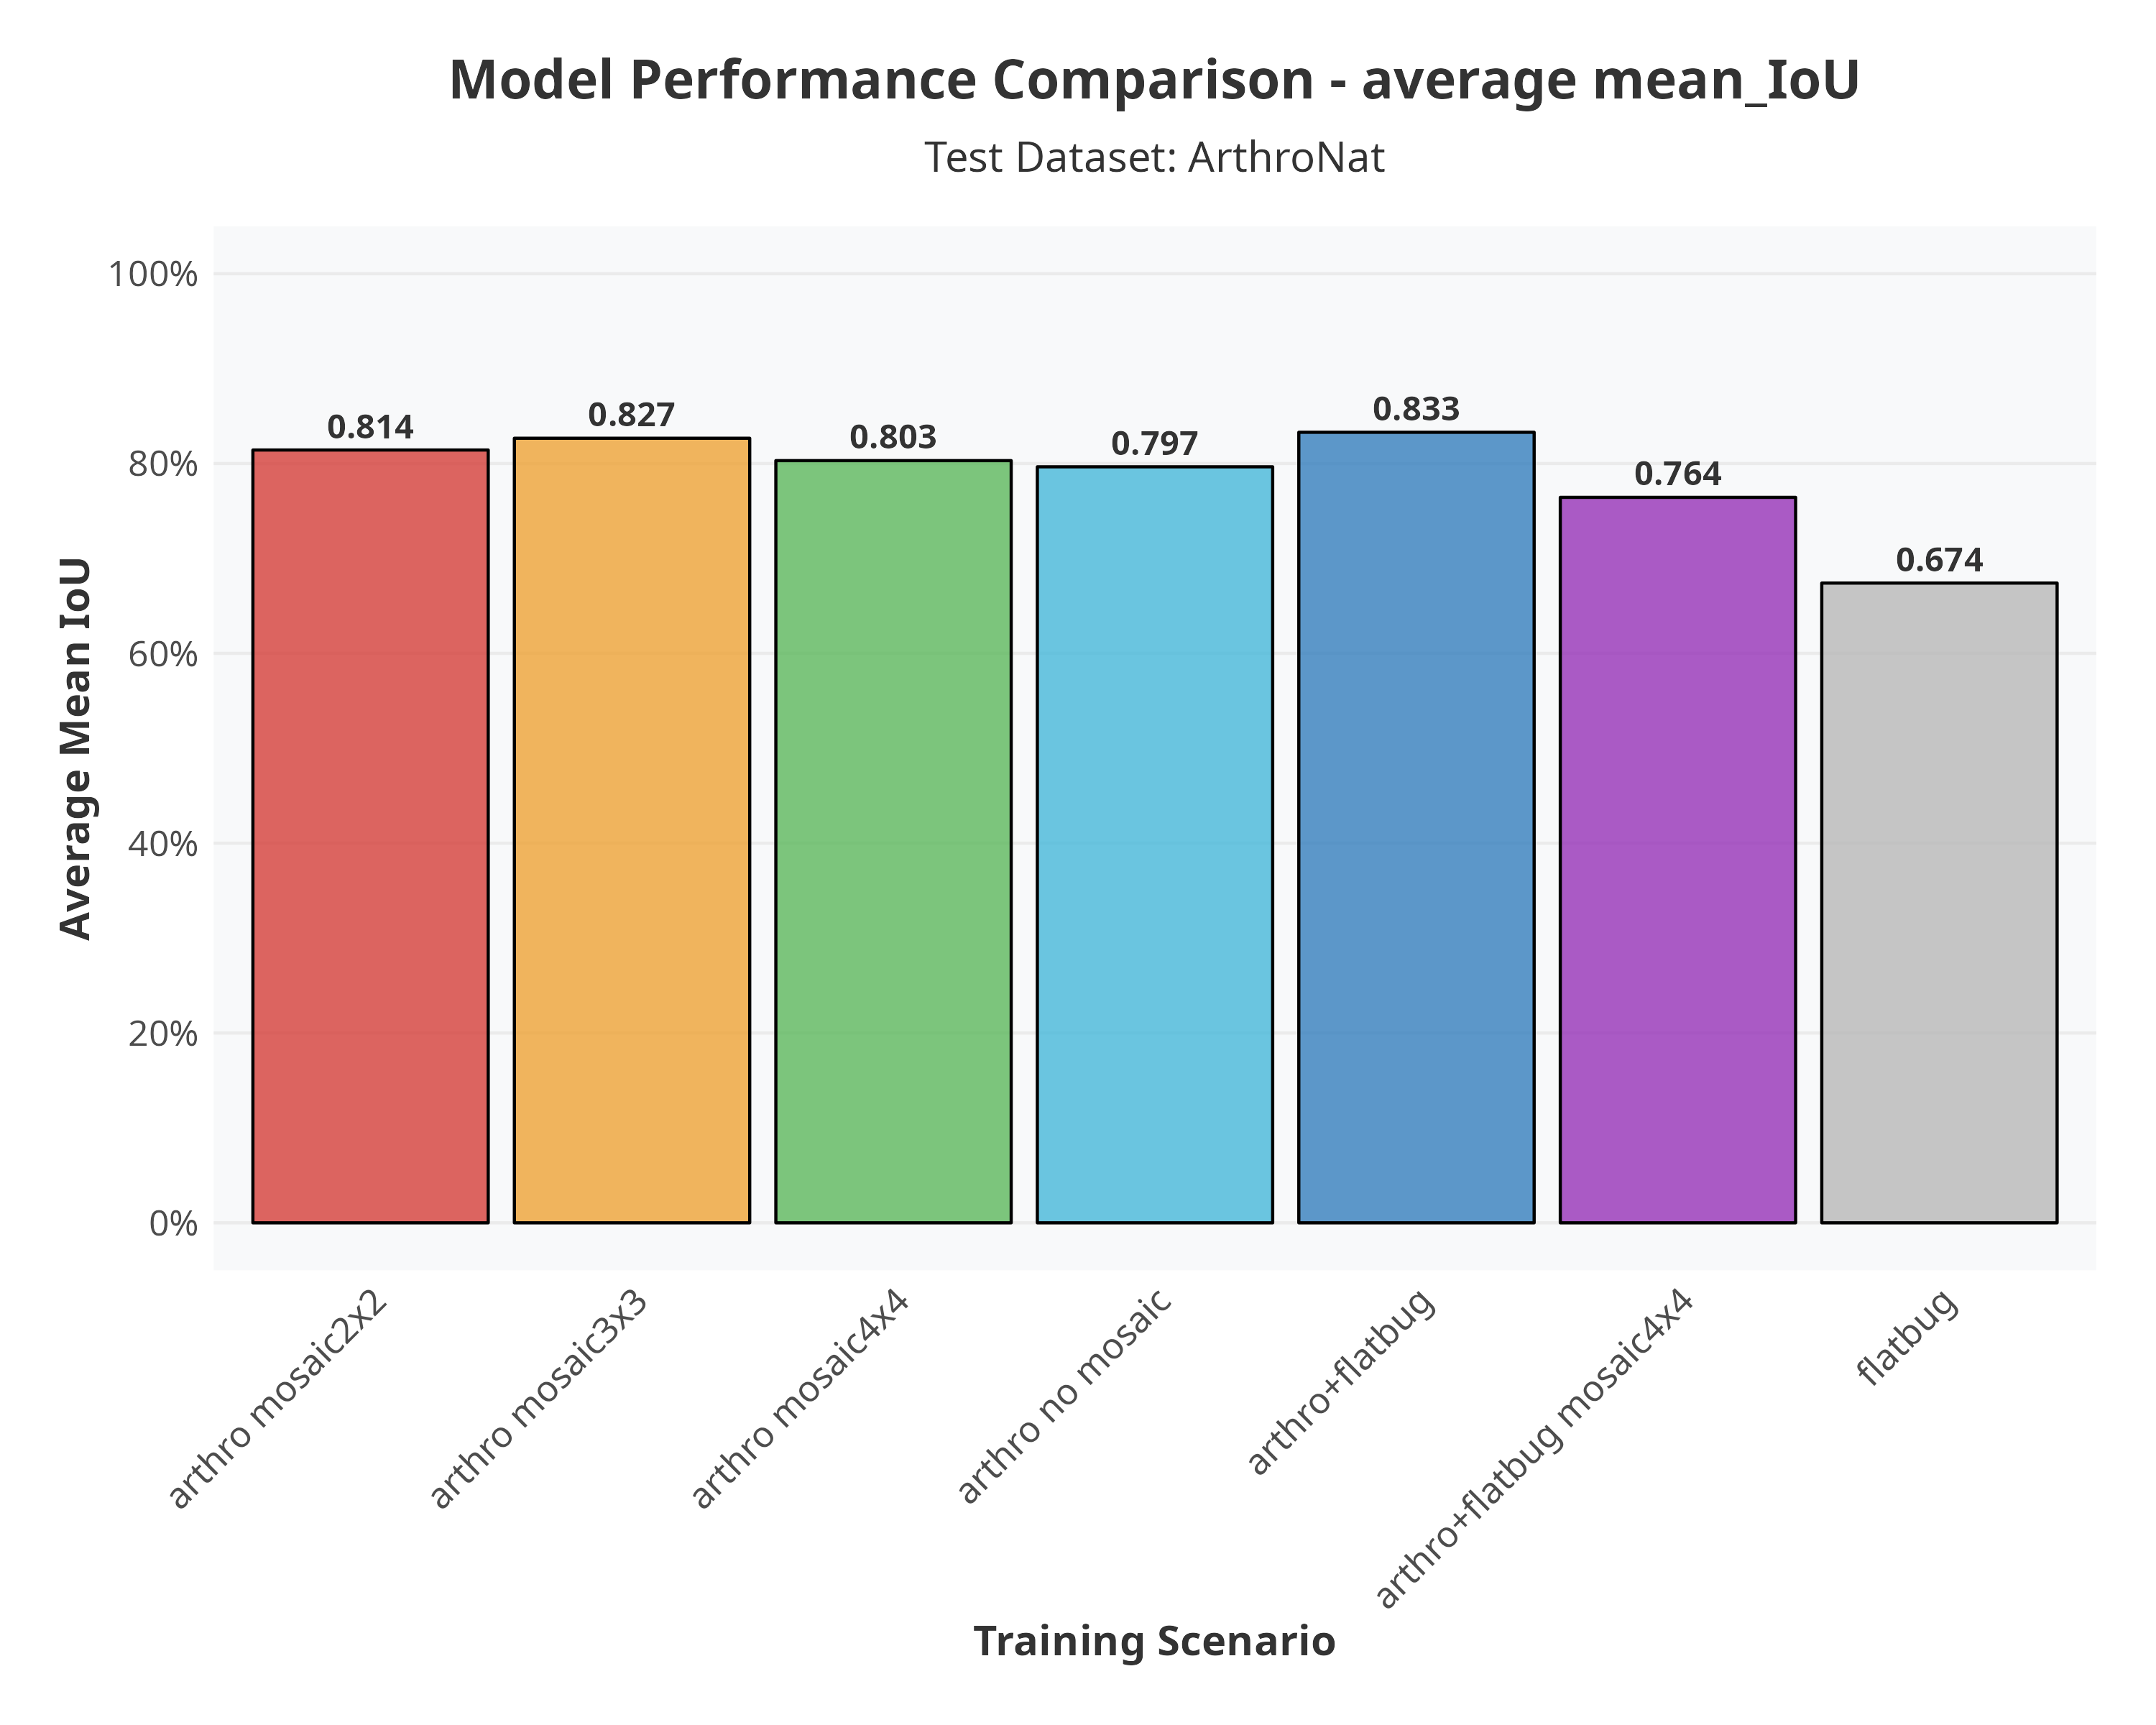 Model Performance Comparison - average mean_IoU
Test Dataset: ArthroNat
Average Mean IoU
100%
80%
60%
40%
20%
0%
0.814
0.827
0.803
0.797
0.833
0.764
0.674
arthro mosaic2x2
arthro mosaic3x3
arthro mosaic4x4
arthro no mosaic
arthro+flatbug
arthro+flatbug mosaic4x4
flatbug
Training Scenario